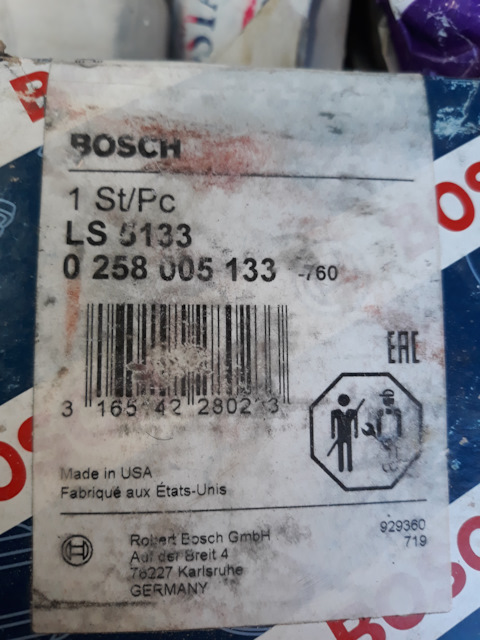 BOSCH
1 St/Pc
LS 5133
0 258 005 133 -760
EAC
3 165142 280213
Made in USA
Fabriqué aux États-Unis
Robert Bosch GmbH
Auf der Breit 4
76227 Karlsruhe
GERMANY
929360
719
BOSCH